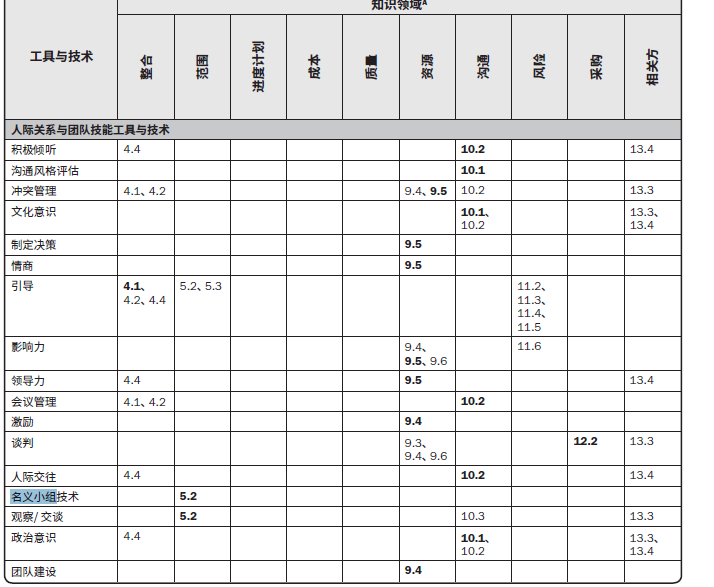 知识领域A
工具与技术 整合 范围 进度计划 成本 质量 资源 沟通 风险 采购 相关方
人际关系与团队技能工具与技术
积极倾听 4.4 10.2 13.4
沟通风格评估 10.1
冲突管理 4.1、4.2 9.4、9.5 10.2 13.3
文化意识 10.1、 13.3、
10.2 13.4
制定决策 9.5
情商 9.5
引导 4.1、 5.2、5.3 11.2、
4.2、4.4 11.3、
11.4、
11.5
影响力 9.4、 11.6
9.5、9.6
领导力 4.4 9.5 13.4
会议管理 4.1、4.2 10.2
激励 9.4
谈判 9.3、 12.2 13.3
9.4、9.6
人际交往 4.4 10.2 13.4
名义小组技术 5.2
观察/交谈 5.2 10.3 13.3
政治意识 4.4 10.1、 13.3、
10.2 13.4
团队建设 9.4